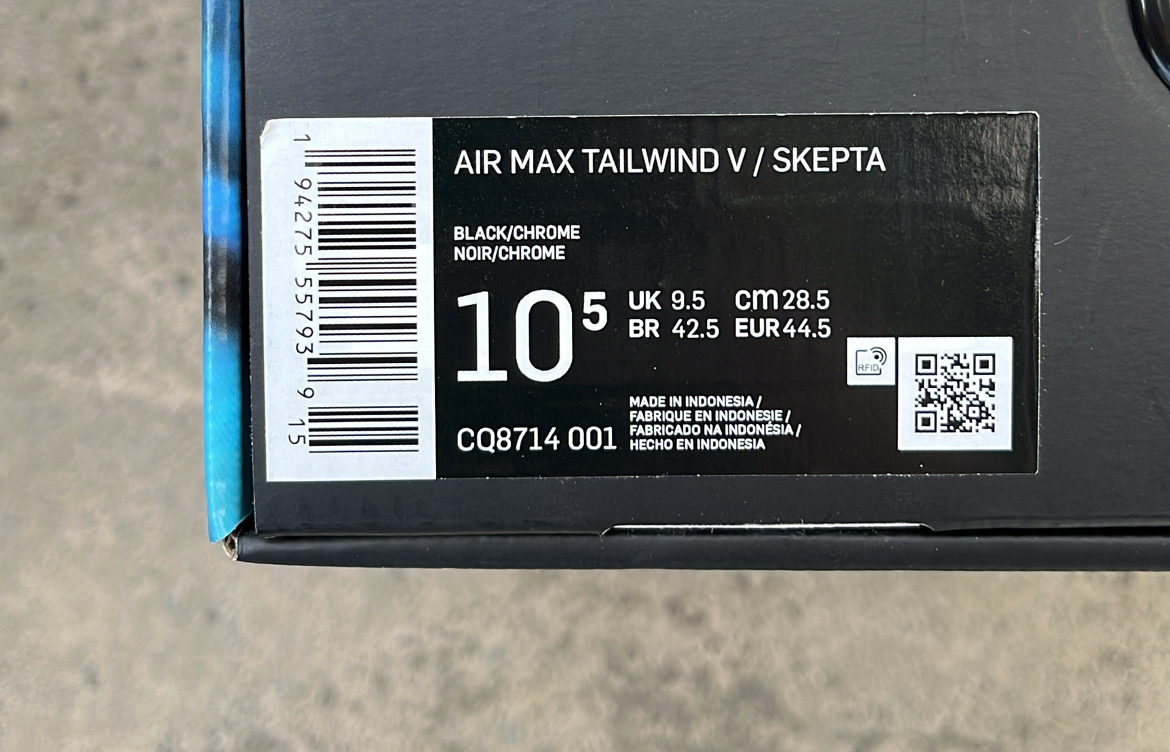 1 94275 55793 9 15
AIR MAX TAILWIND V / SKEPTA
BLACK/CHROME
NOIR/CHROME
10⁵
UK 9.5 cm 28.5
BR 42.5 EUR 44.5
RFID
MADE IN INDONESIA /
FABRIQUE EN INDONESIE /
FABRICADO NA INDONÉSIA /
HECHO EN INDONESIA
CQ8714 001